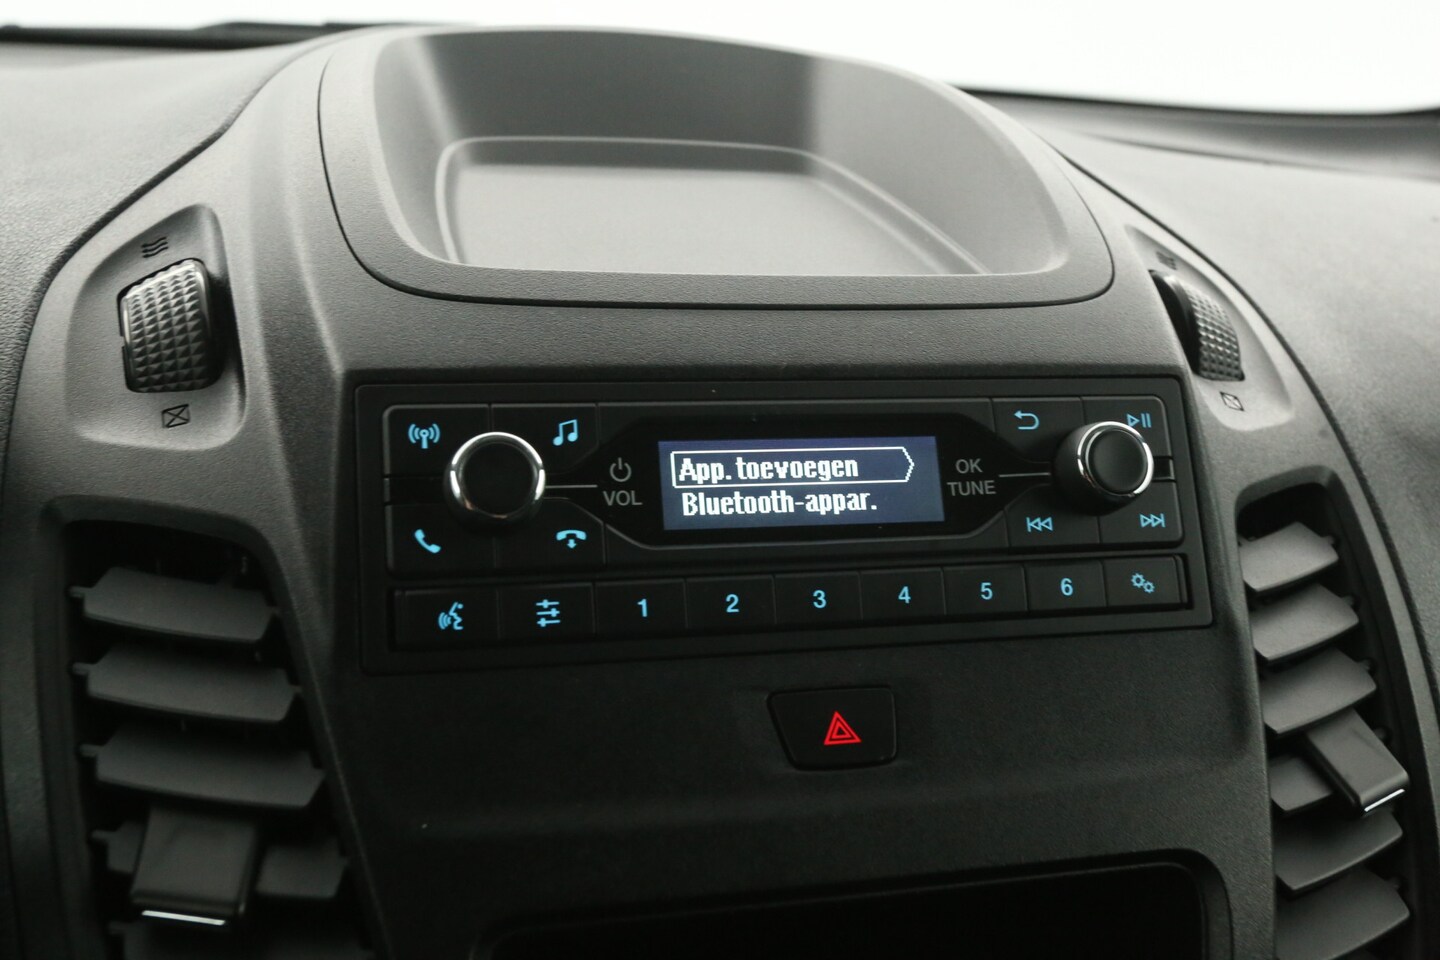 App. toevoegen
Bluetooth-appar.
VOL
OK
TUNE
1 2 3 4 5 6